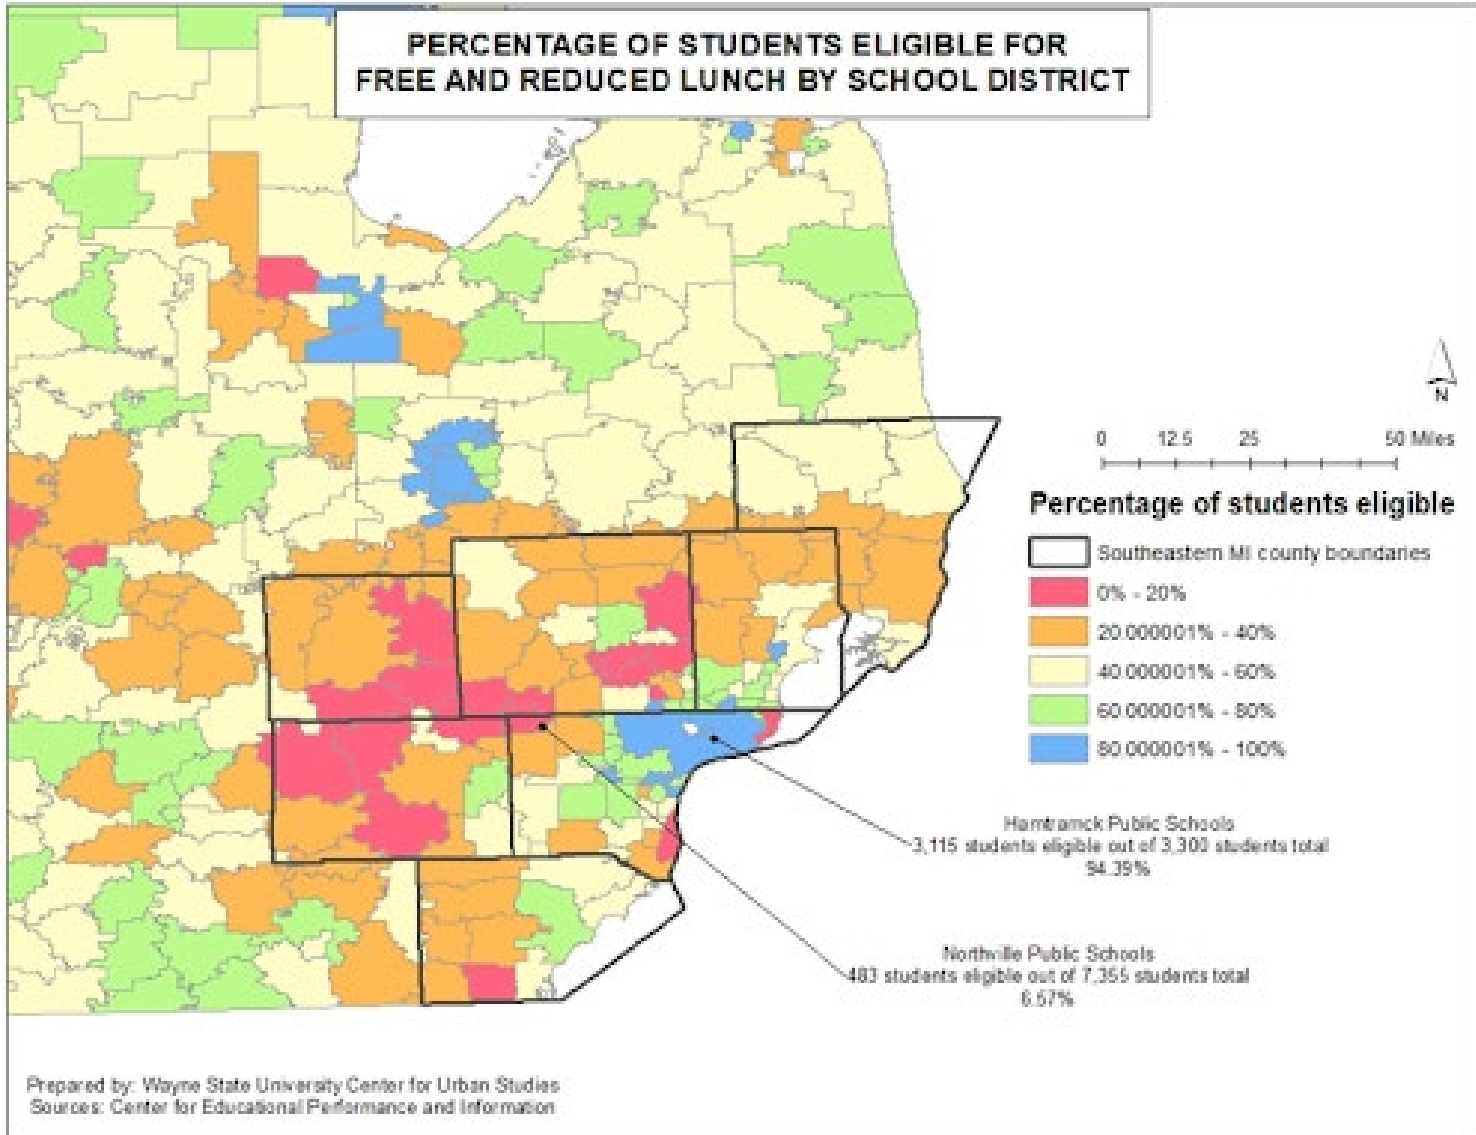 PERCENTAGE OF STUDENTS ELIGIBLE FOR
FREE AND REDUCED LUNCH BY SCHOOL DISTRICT
N
0 12.5 25 50 Miles
Percentage of students eligible
Southeastern MI county boundaries
0% - 20%
20.000001% - 40%
40.000001% - 60%
60.000001% - 80%
80.000001% - 100%
Hamtramck Public Schools
3,115 students eligible out of 3,300 students total
94.39%
Northville Public Schools
483 students eligible out of 7,355 students total
6.57%
Prepared by: Wayne State University Center for Urban Studies
Sources: Center for Educational Performance and Information